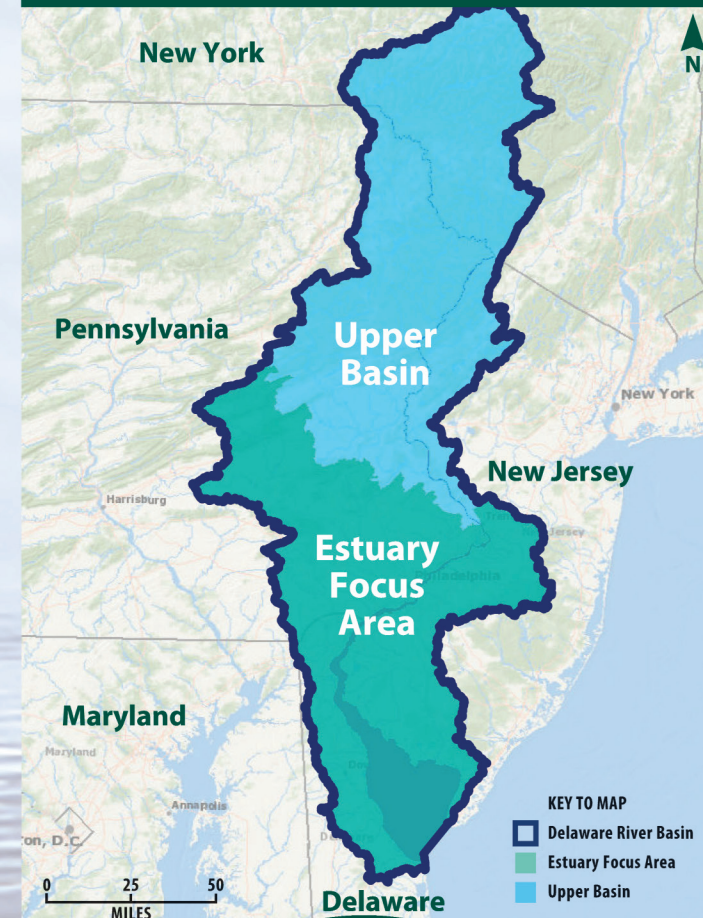 New York
N
Pennsylvania
Upper
Basin
New York
New Jersey
Harrisburg
Estuary
Focus
Area
Philadelphia
Maryland
Maryland
Annapolis
on, D.C.
KEY TO MAP
Delaware River Basin
Estuary Focus Area
Upper Basin
0 25 50
MILES
Delaware